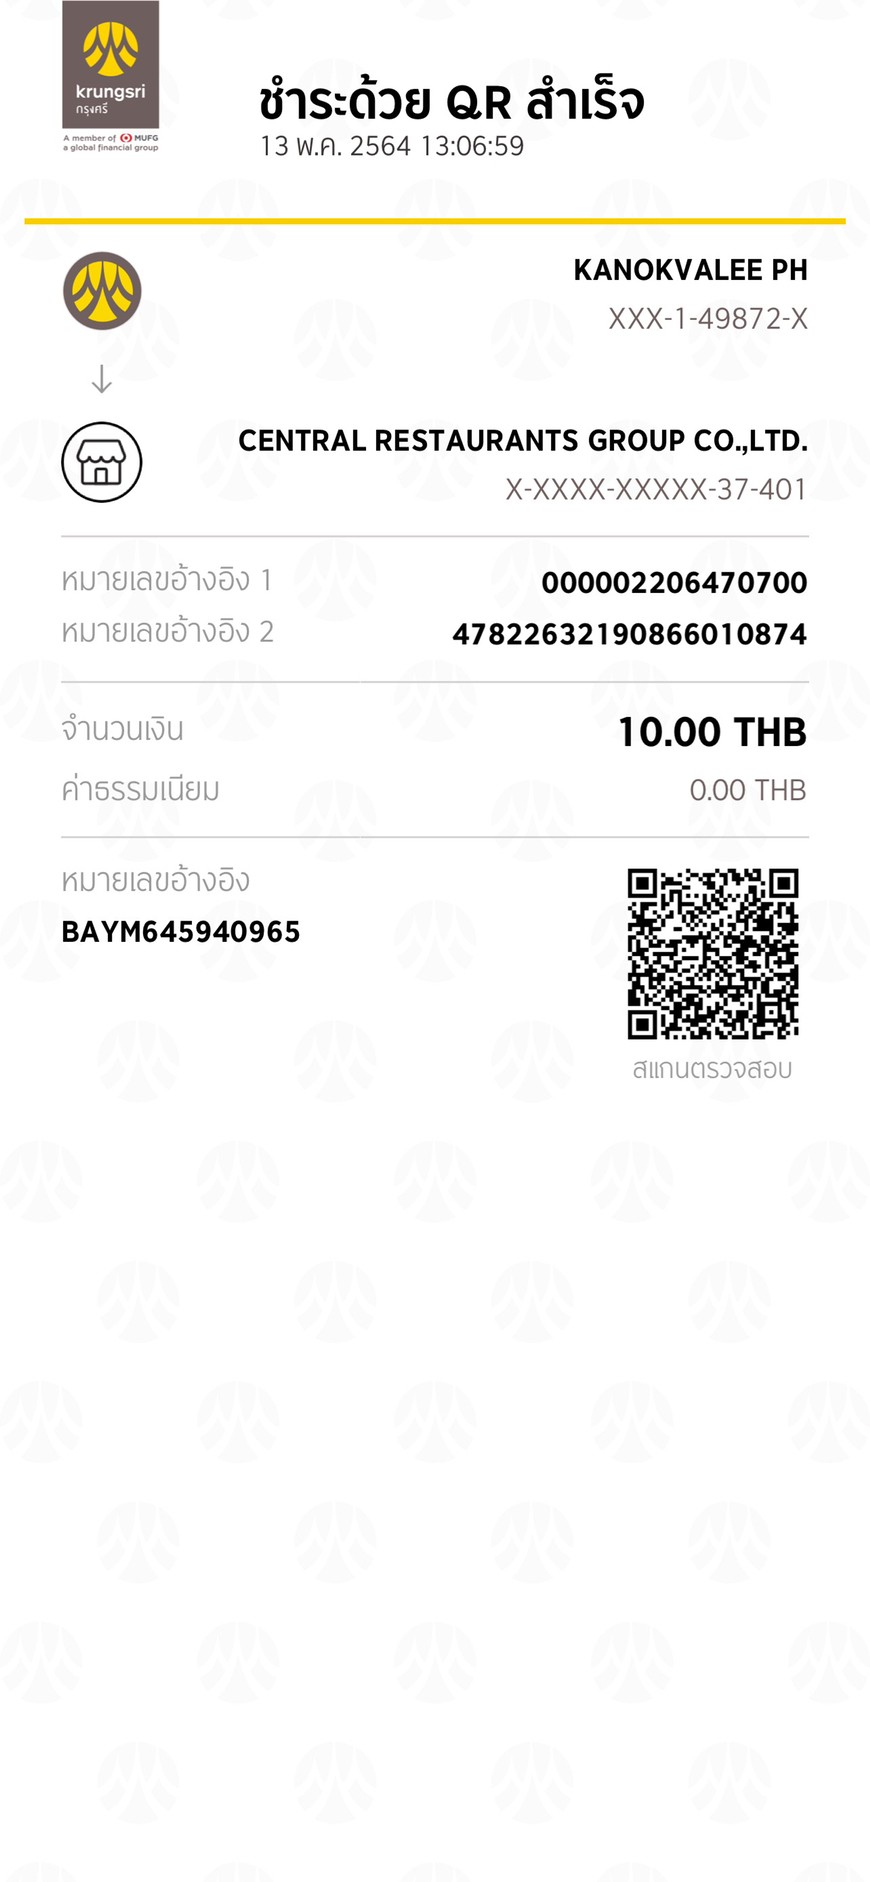 krungsri
กรุงศรี
A member of MUFG
a global financial group
ชำระด้วย QR สำเร็จ
13 พ.ค. 2564 13:06:59
KANOKVALEE PH
XXX-1-49872-X
CENTRAL RESTAURANTS GROUP CO.,LTD.
X-XXXX-XXXXX-37-401
หมายเลขอ้างอิง 1 000002206470700
หมายเลขอ้างอิง 2 47822632190866010874
จำนวนเงิน 10.00 THB
ค่าธรรมเนียม 0.00 THB
หมายเลขอ้างอิง
BAYM645940965
สแกนตรวจสอบ